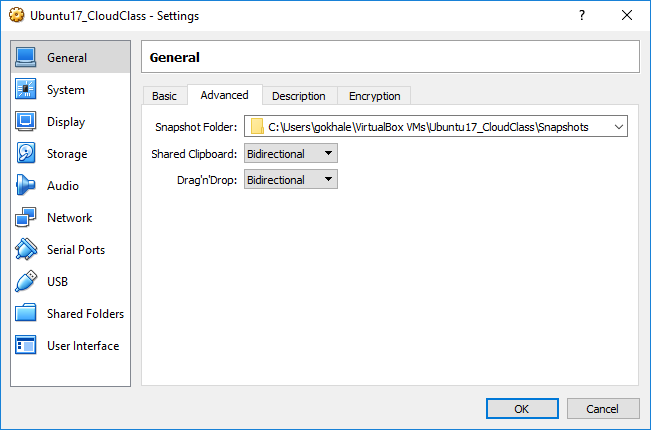 Ubuntu17_CloudClass - Settings
General
System
Display
Storage
Audio
Network
Serial Ports
USB
Shared Folders
User Interface
General
Basic Advanced Description Encryption
Snapshot Folder: C:\Users\gokhale\VirtualBox VMs\Ubuntu17_CloudClass\Snapshots
Shared Clipboard: Bidirectional
Drag'n'Drop: Bidirectional
OK Cancel